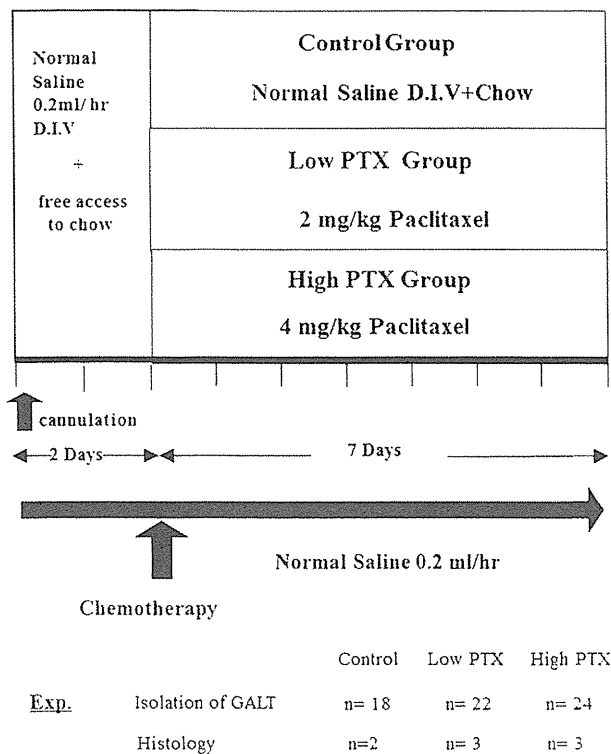 Normal
Saline
0.2ml/ hr
D.I.V
+
free access
to chow
Control Group
Normal Saline D.I.V+Chow
Low PTX Group
2 mg/kg Paclitaxel
High PTX Group
4 mg/kg Paclitaxel
cannulation
2 Days
7 Days
Normal Saline 0.2 ml/hr
Chemotherapy
Control Low PTX High PTX
Exp. Isolation of GALT n= 18 n= 22 n= 24
Histology n=2 n= 3 n= 3